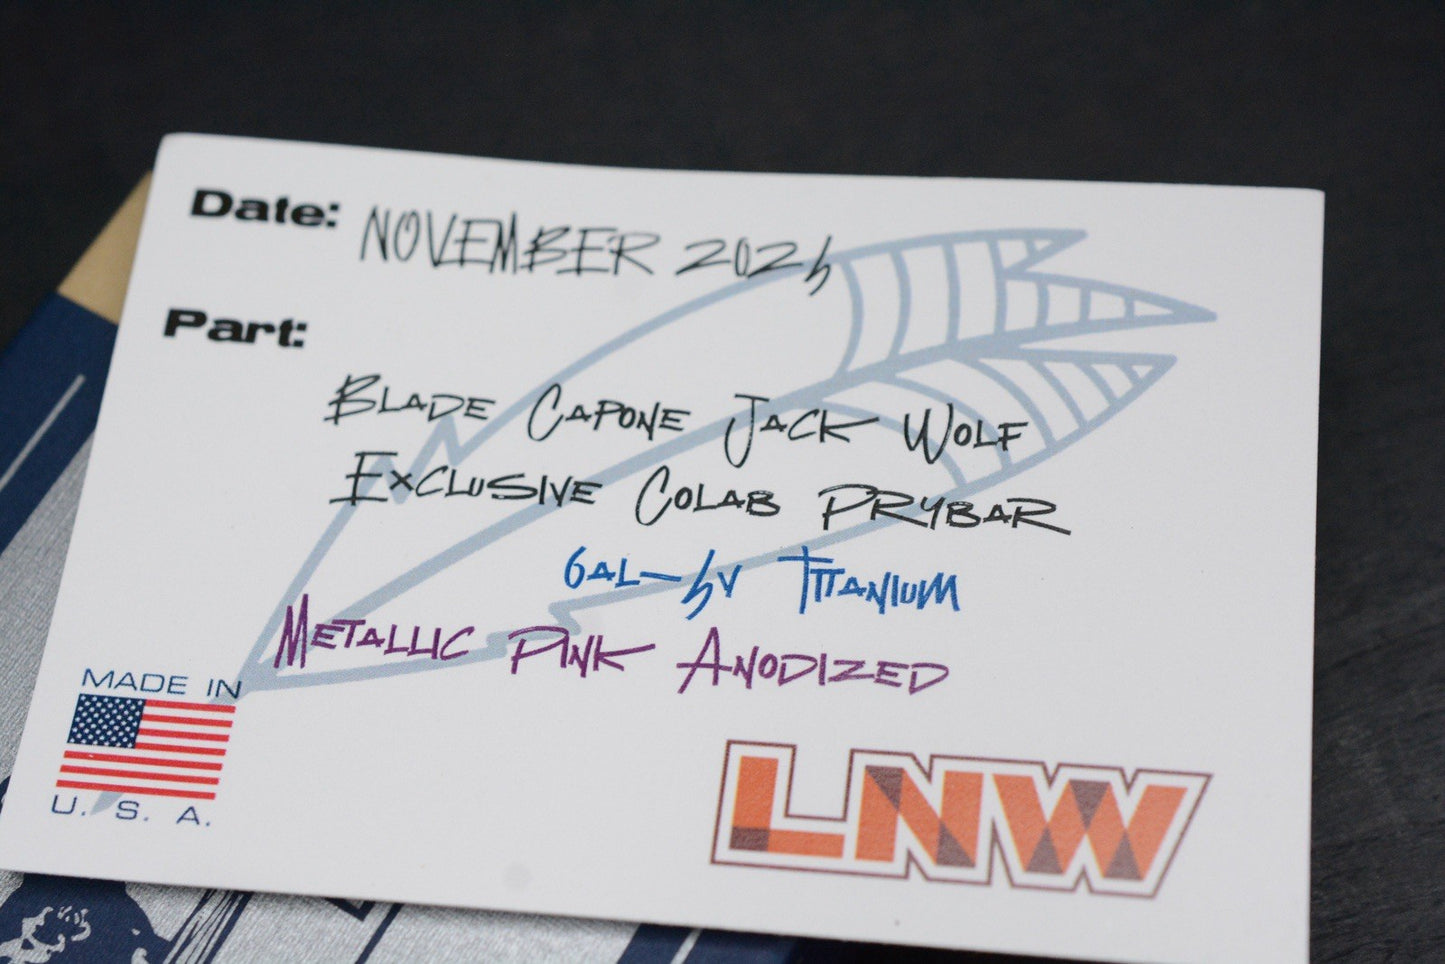 Date: NOVEMBER 2024
Part:
BLADE CAPONE JACK WOLF
EXCLUSIVE COLAB PRYBAR
6AL-4V TITANIUM
METALLIC PINK ANODIZED
MADE IN
U. S. A.
LNW